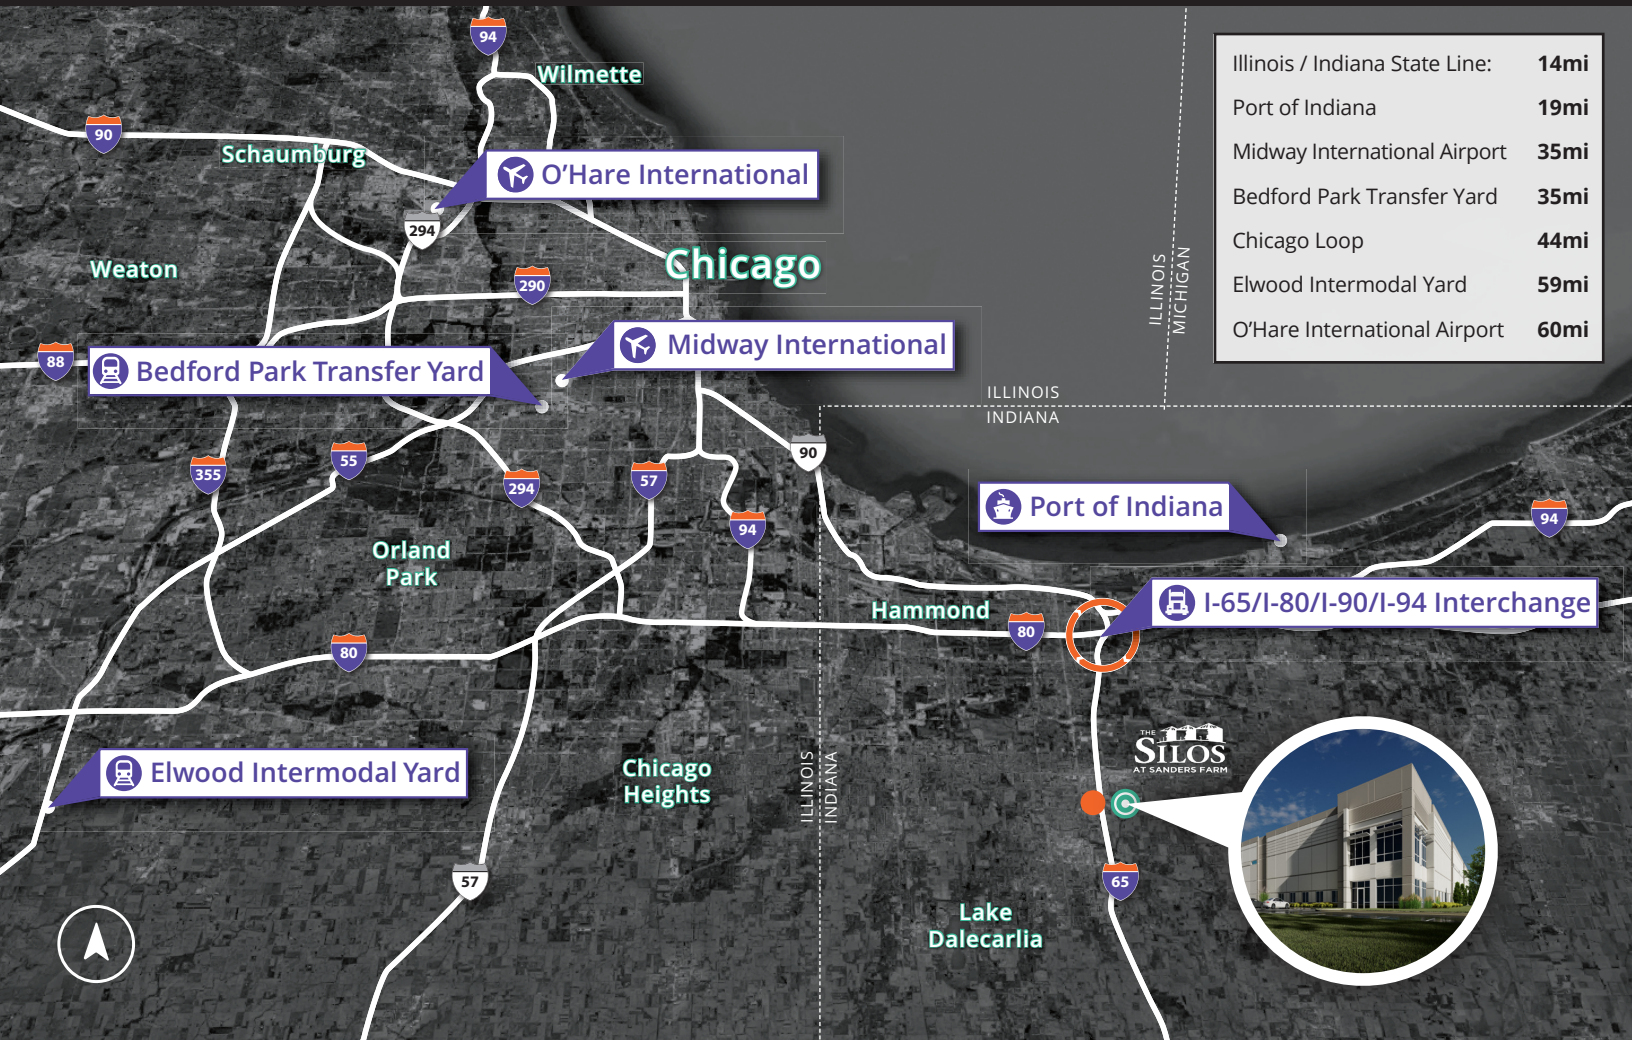 94
Wilmette
Illinois / Indiana State Line: 14mi
Port of Indiana 19mi
Midway International Airport 35mi
Bedford Park Transfer Yard 35mi
Chicago Loop 44mi
Elwood Intermodal Yard 59mi
O’Hare International Airport 60mi
90
Schaumburg
O’Hare International
294
Weaton
Chicago
290
ILLINOIS
MICHIGAN
88
Bedford Park Transfer Yard
Midway International
ILLINOIS
INDIANA
355
55
294
57
90
94
Port of Indiana
94
Orland
Park
Hammond
80
I-65/I-80/I-90/I-94 Interchange
80
THE
SILOS
AT SANDERS FARM
Elwood Intermodal Yard
Chicago
Heights
ILLINOIS
INDIANA
57
65
Lake
Dalecarlia